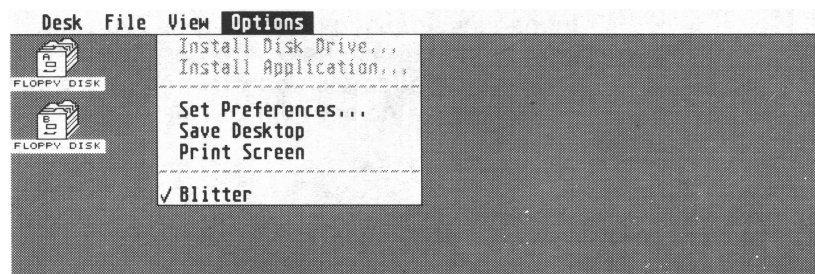 Desk File View Options
Install Disk Drive...
Install Application...
Set Preferences...
Save Desktop
Print Screen
✓ Blitter
A
FLOPPY DISK
B
FLOPPY DISK